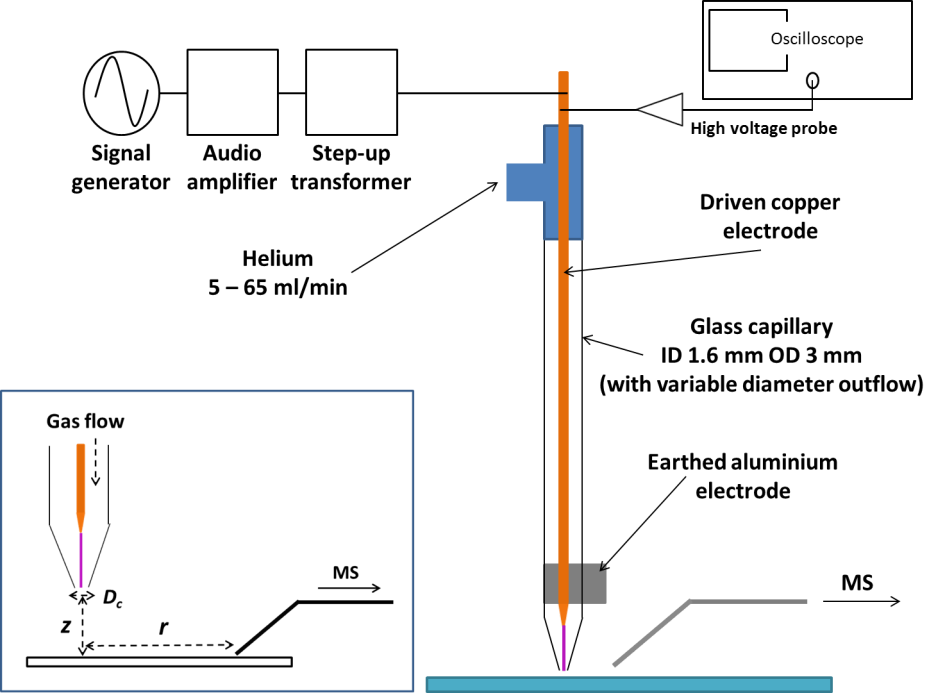 Oscilloscope
High voltage probe
Signal
generator
Audio
amplifier
Step-up
transformer
Driven copper
electrode
Helium
5 – 65 ml/min
Glass capillary
ID 1.6 mm OD 3 mm
(with variable diameter outflow)
Earthed aluminium
electrode
MS
Gas flow
MS
Dc
z
r